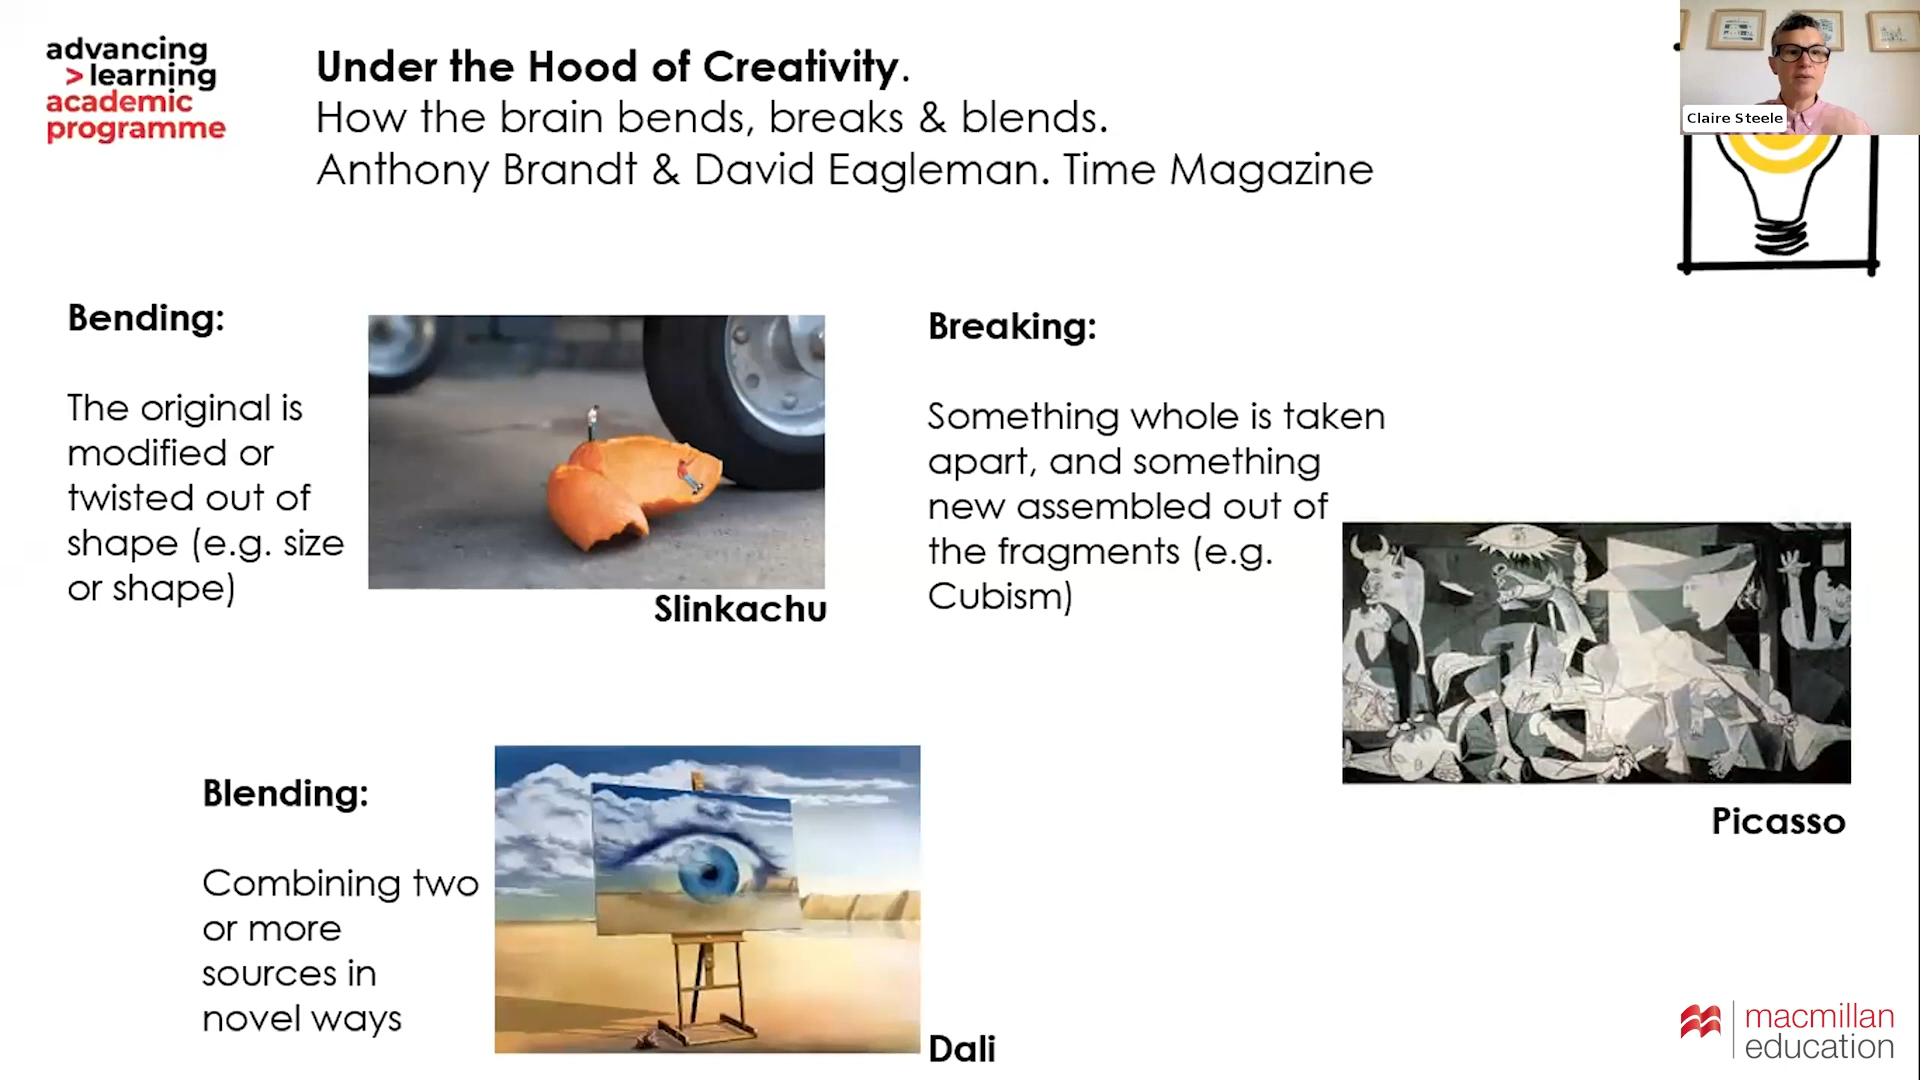 advancing
>learning
academic
programme
Under the Hood of Creativity.
How the brain bends, breaks & blends.
Anthony Brandt & David Eagleman. Time Magazine
Claire Steele
Bending:
The original is
modified or
twisted out of
shape (e.g. size
or shape)
Slinkachu
Breaking:
Something whole is taken
apart, and something
new assembled out of
the fragments (e.g.
Cubism)
Picasso
Blending:
Combining two
or more
sources in
novel ways
Dali
macmillan
education